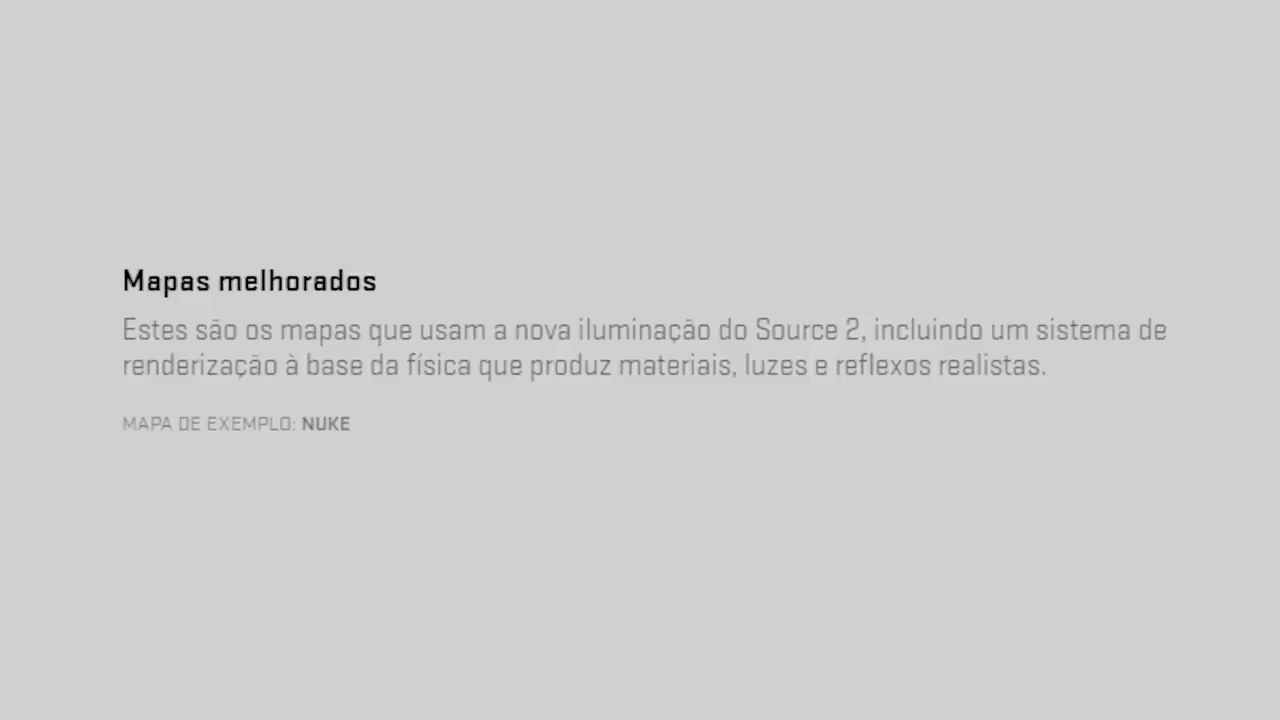 Mapas melhorados
Estes são os mapas que usam a nova iluminação do Source 2, incluindo um sistema de
renderização à base da física que produz materiais, luzes e reflexos realistas.
MAPA DE EXEMPLO: NUKE